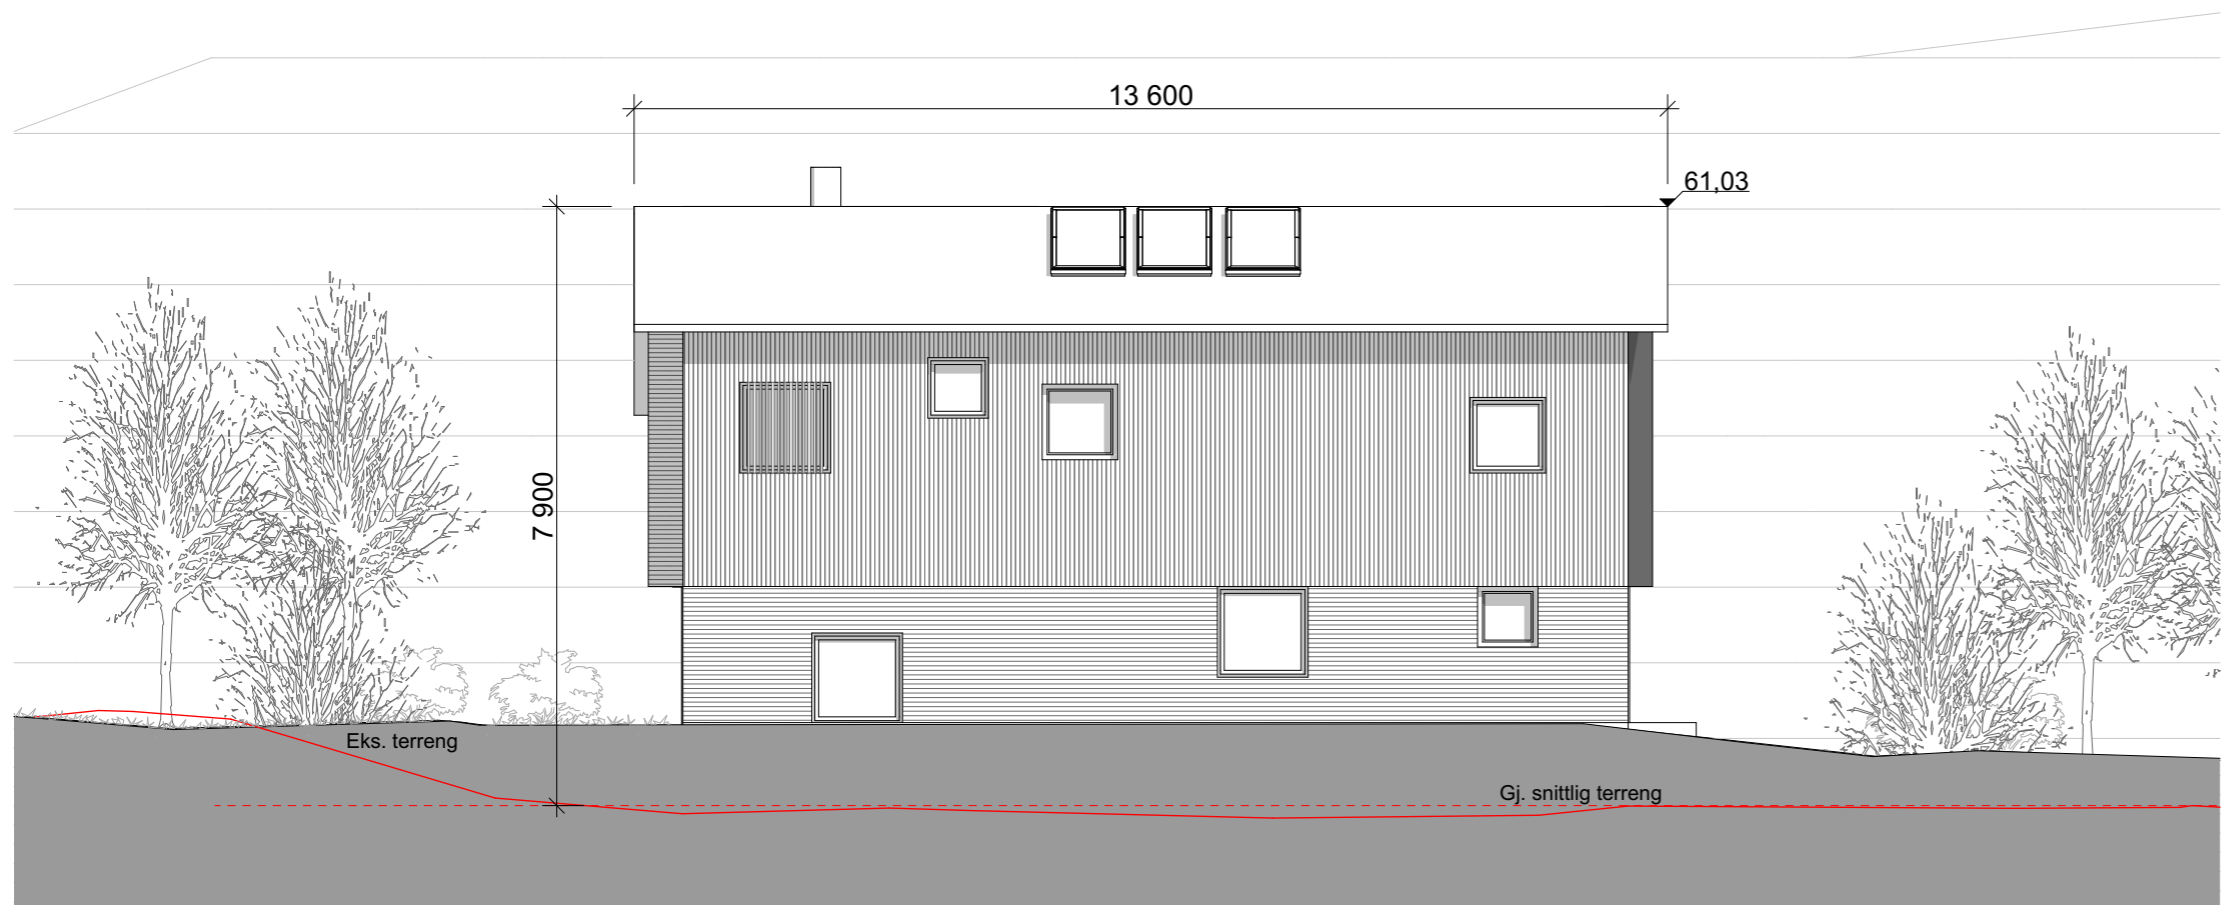 13 600
61,03
7 900
Eks. terreng
Gj. snittlig terreng